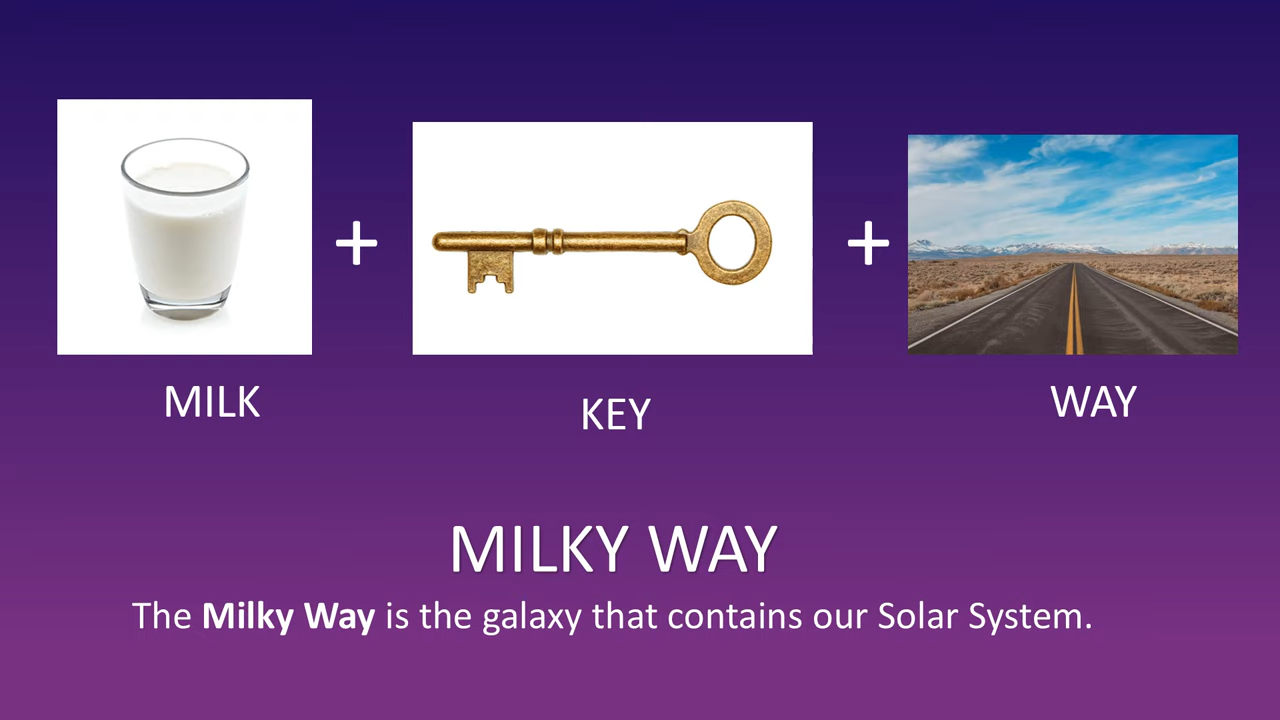 +
+
MILK
KEY
WAY
MILKY WAY
The Milky Way is the galaxy that contains our Solar System.